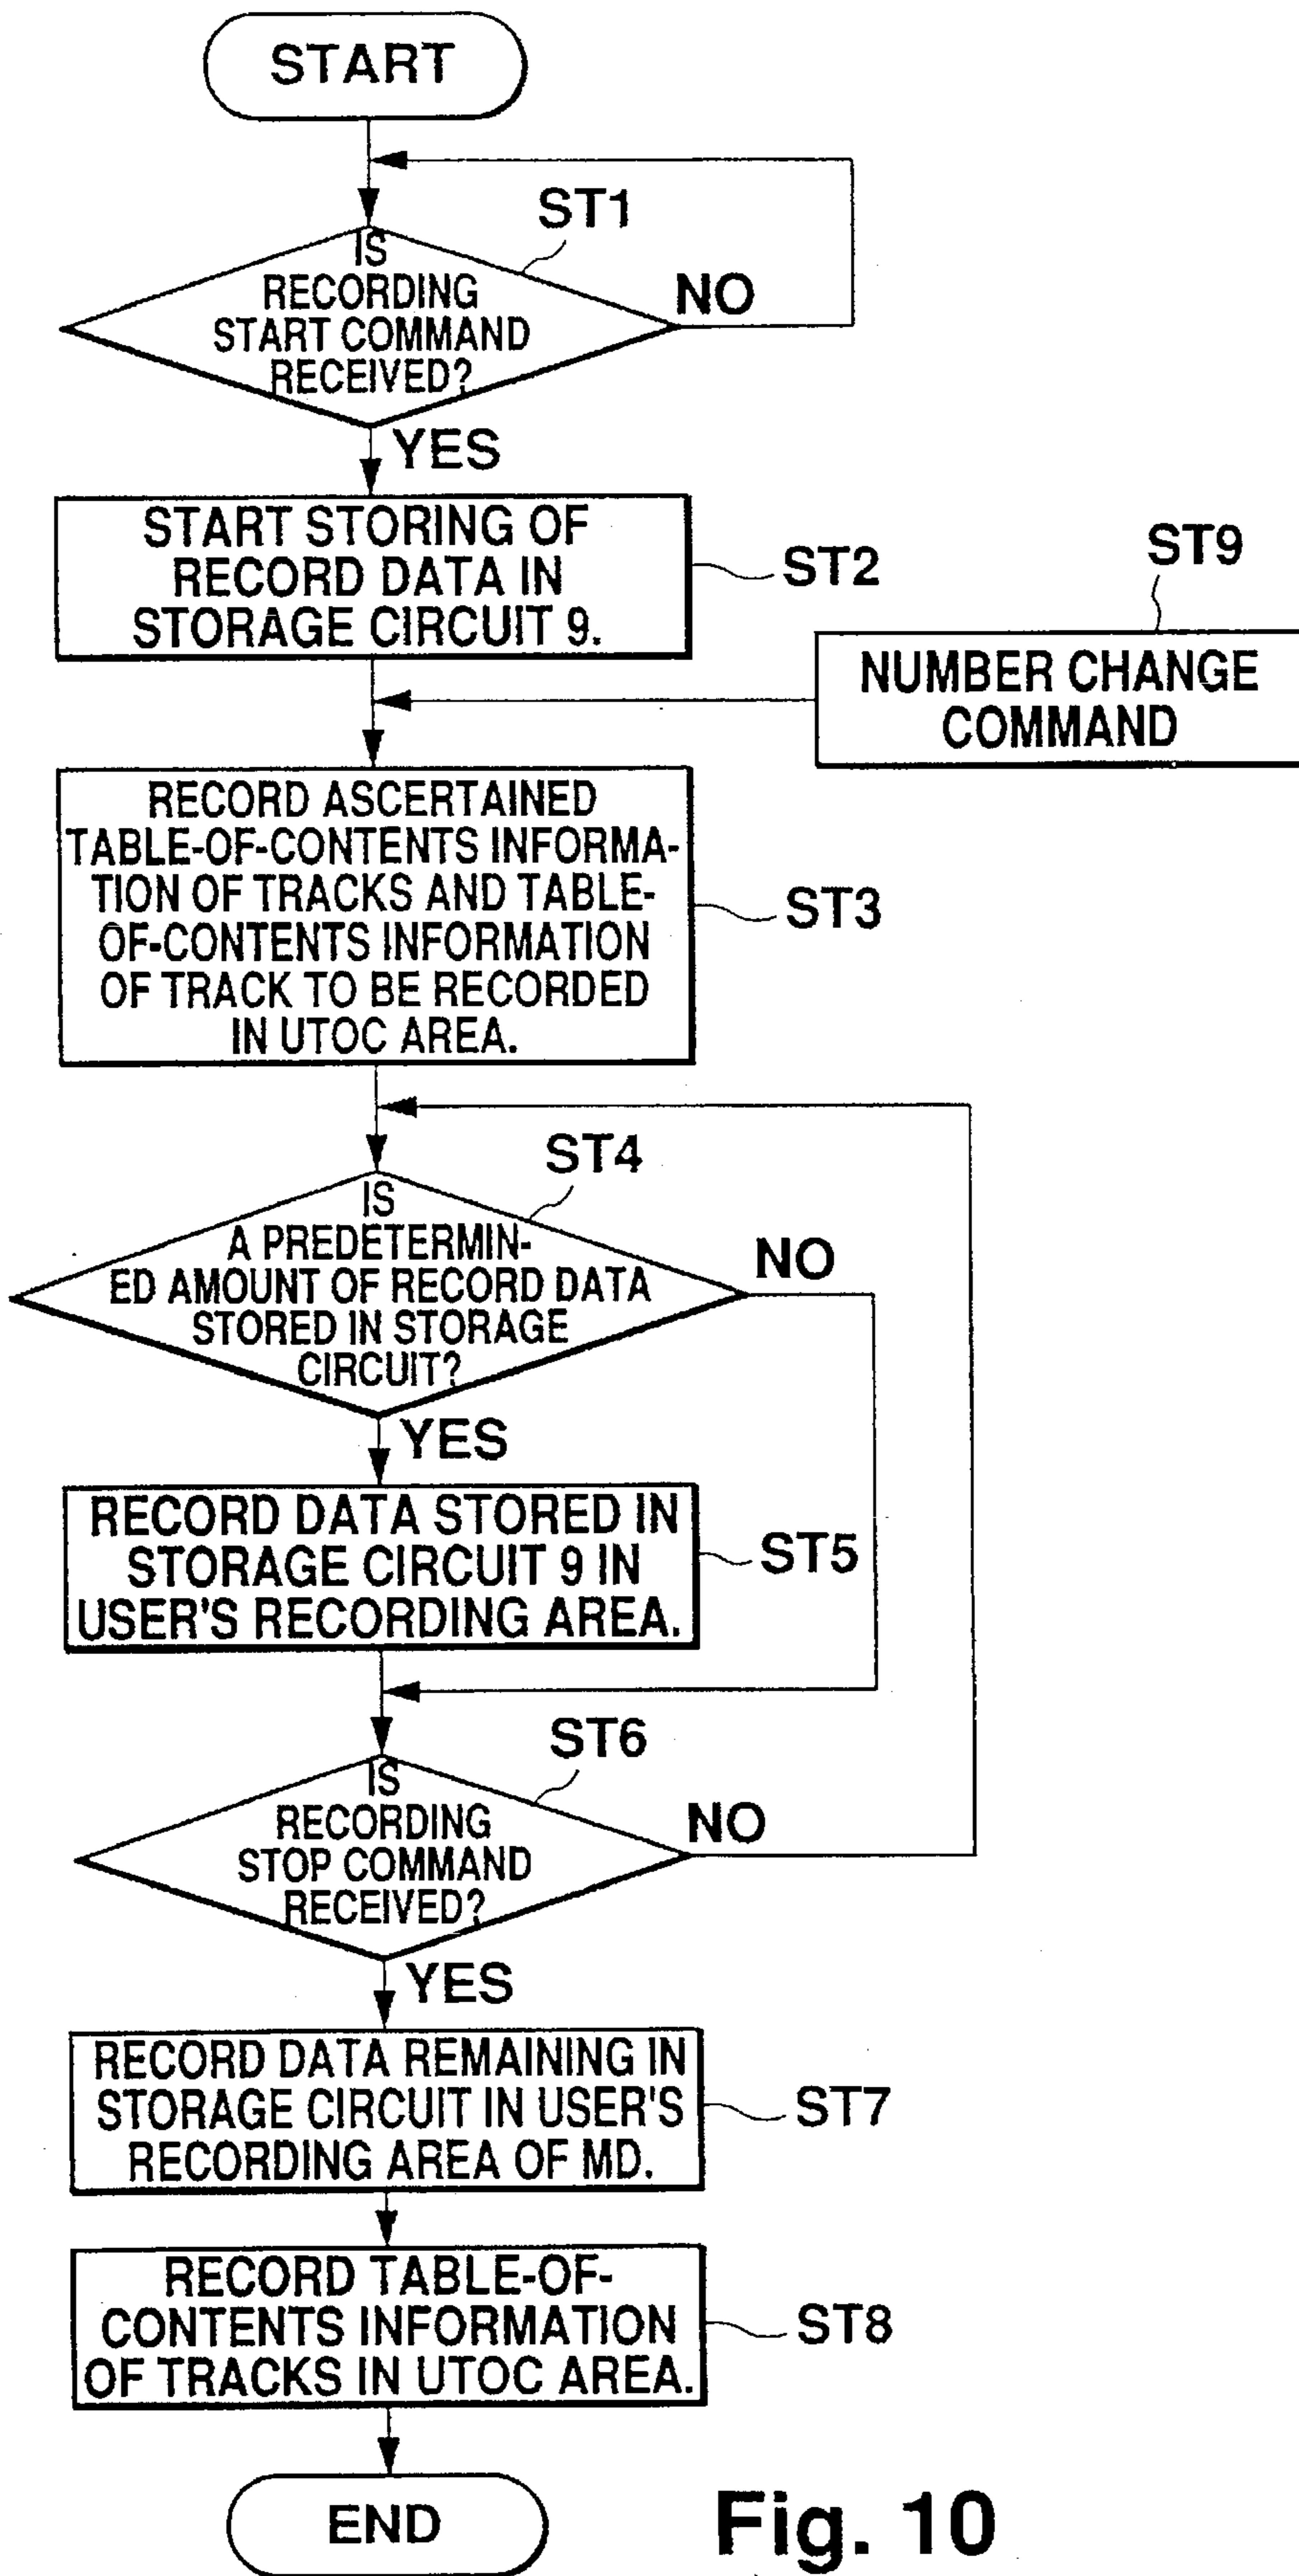 START
ST1
IS
RECORDING
START COMMAND
RECEIVED?
NO
YES
START STORING OF
RECORD DATA IN
STORAGE CIRCUIT 9.
ST2
ST9
NUMBER CHANGE
COMMAND
RECORD ASCERTAINED
TABLE-OF-CONTENTS INFORMA-
TION OF TRACKS AND TABLE-
OF-CONTENTS INFORMATION
OF TRACK TO BE RECORDED
IN UTOC AREA.
ST3
ST4
IS
A PREDETERMIN-
ED AMOUNT OF RECORD DATA
STORED IN STORAGE
CIRCUIT?
NO
YES
RECORD DATA STORED IN
STORAGE CIRCUIT 9 IN
USER'S RECORDING AREA.
ST5
ST6
IS
RECORDING
STOP COMMAND
RECEIVED?
NO
YES
RECORD DATA REMAINING IN
STORAGE CIRCUIT IN USER'S
RECORDING AREA OF MD.
ST7
RECORD TABLE-OF-
CONTENTS INFORMATION
OF TRACKS IN UTOC AREA.
ST8
END
Fig. 10